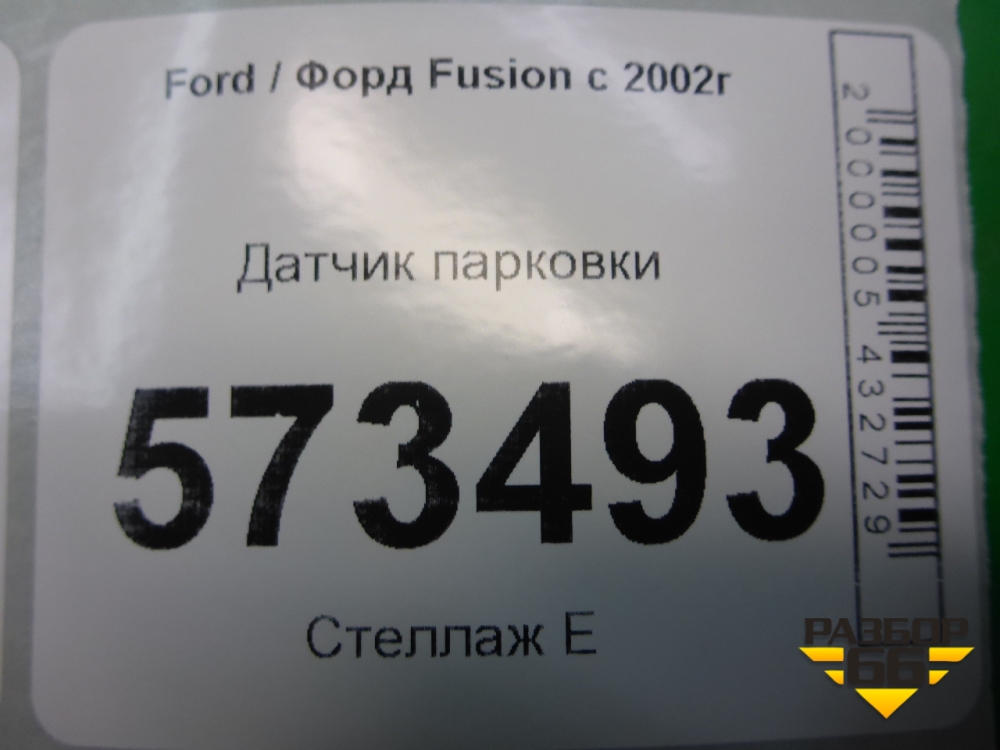 Ford / Форд Fusion с 2002г
Датчик парковки
573493
Стеллаж Е
2000005432729
РАЗБОР
66